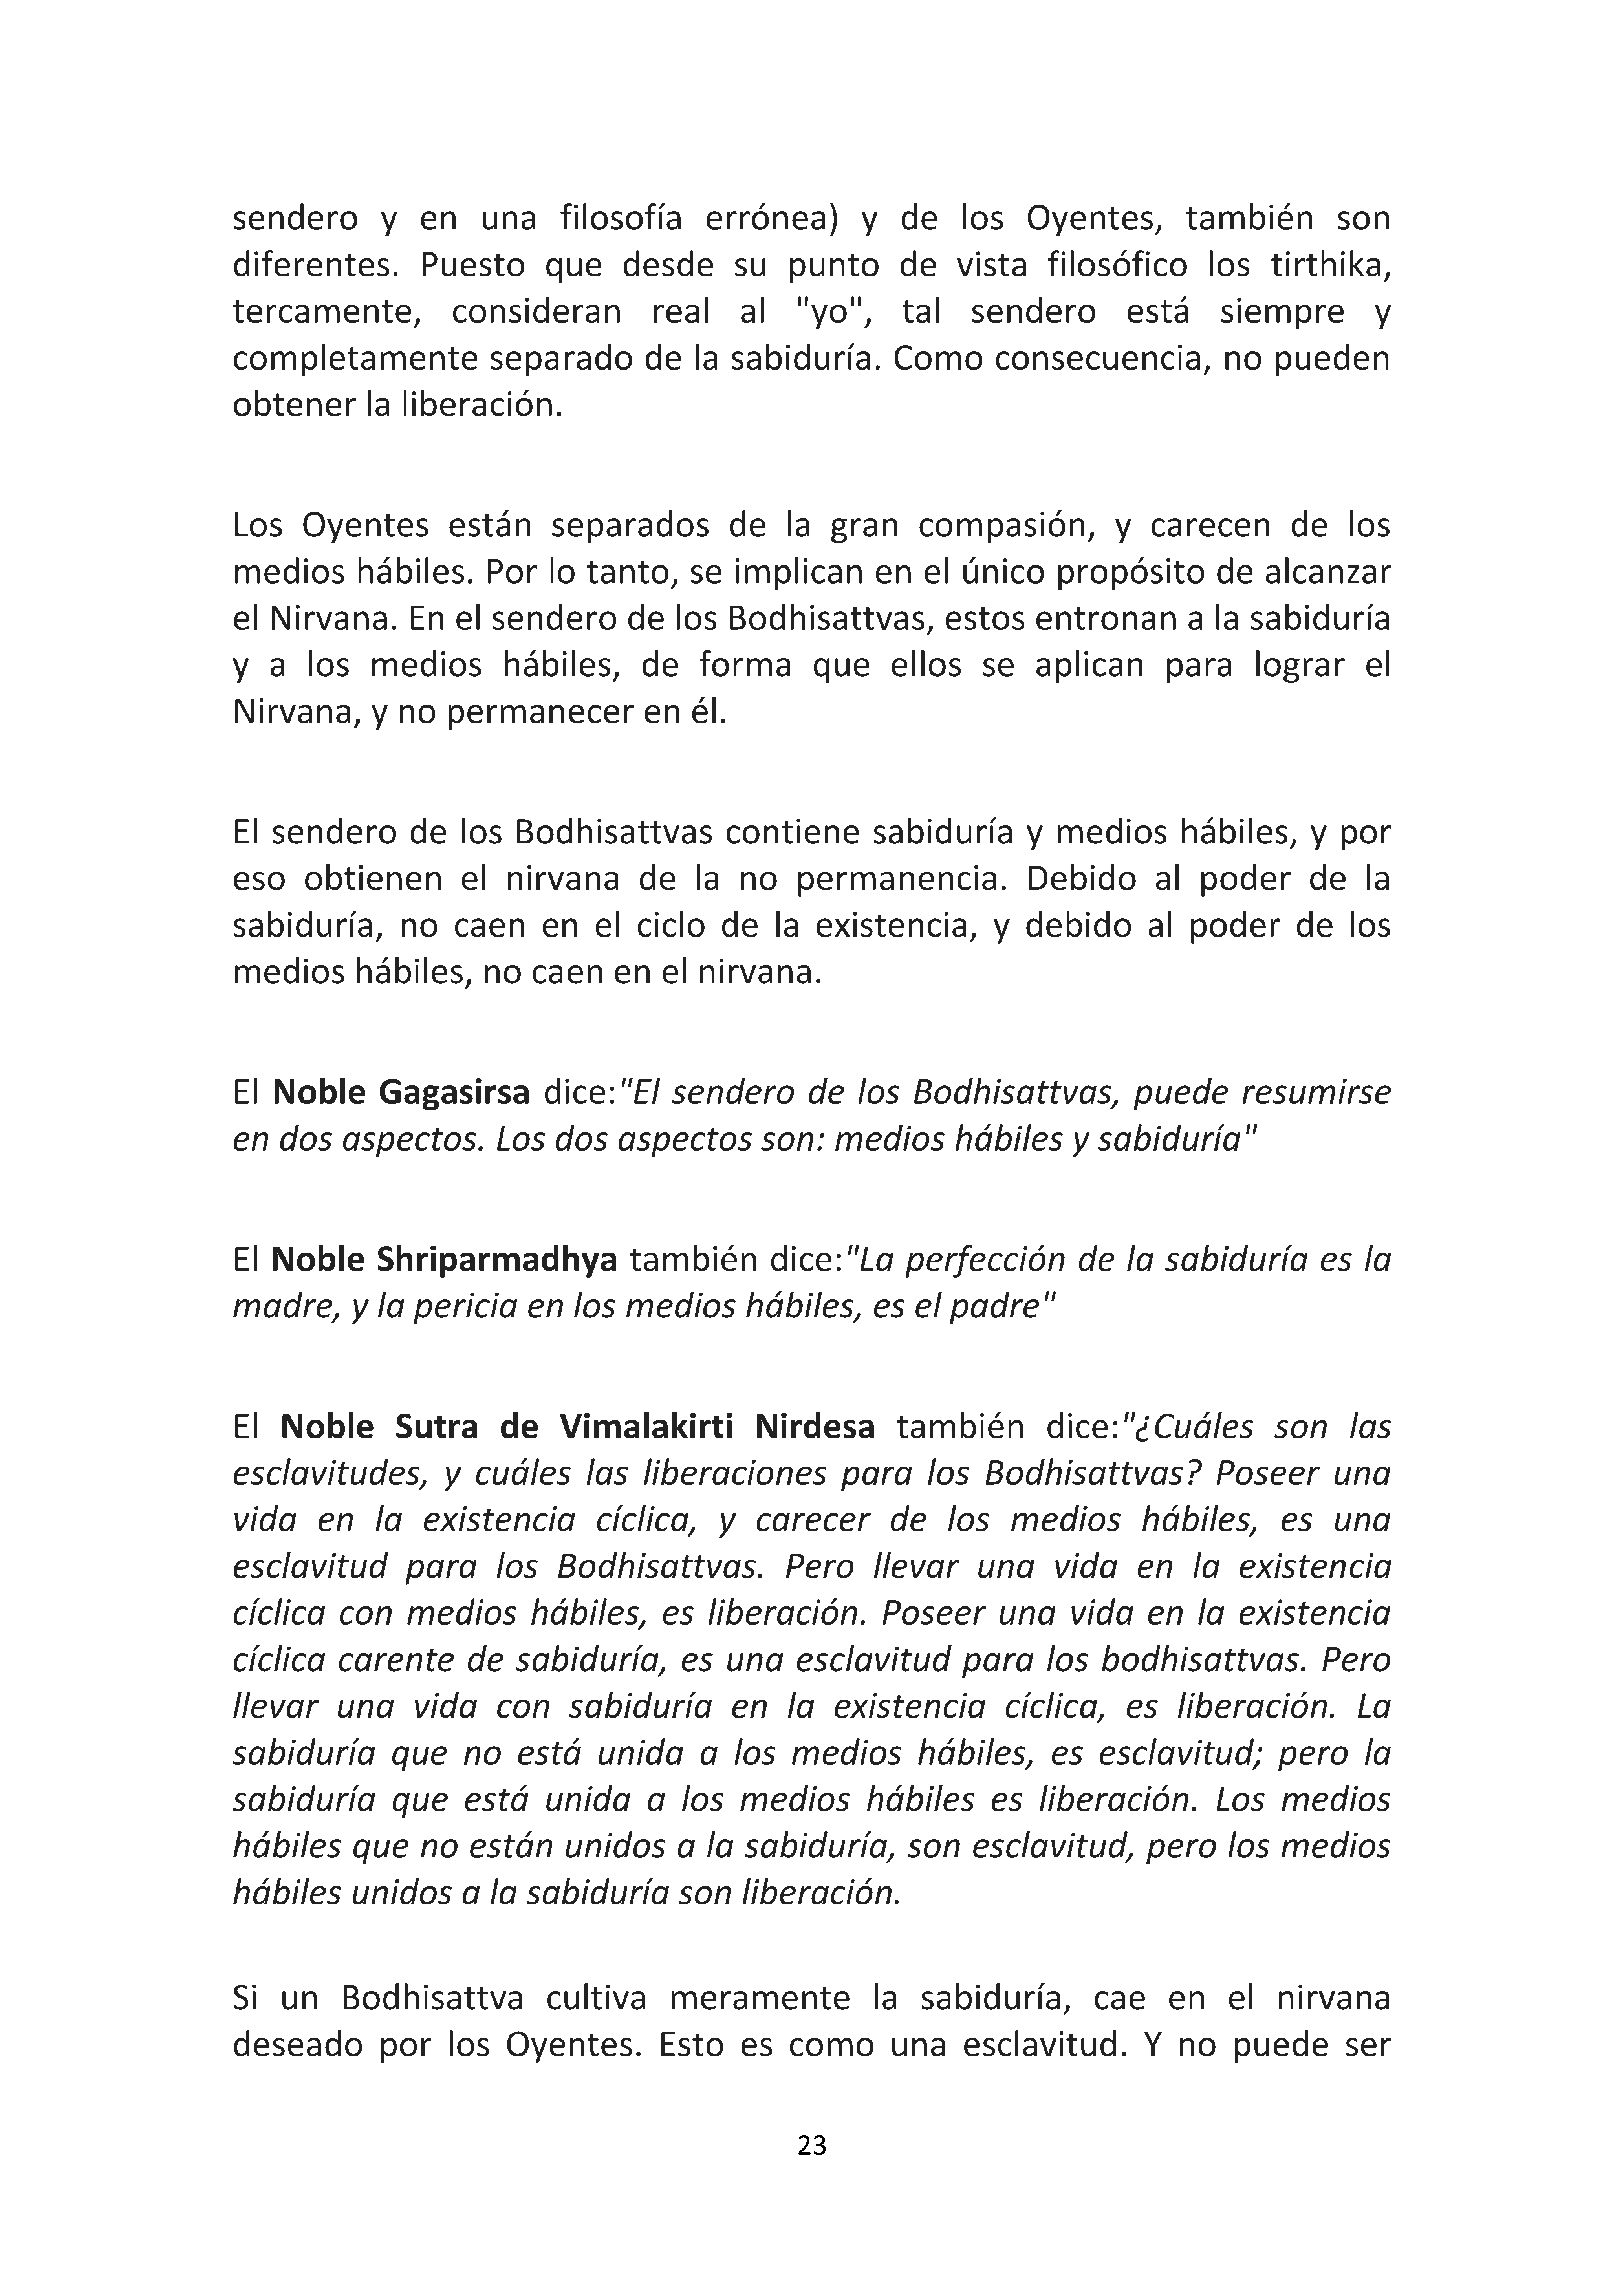 sendero y en una filosofía errónea) y de los Oyentes, también son
diferentes. Puesto que desde su punto de vista filosófico los tirthika,
tercamente, consideran real al "yo", tal sendero está siempre y
completamente separado de la sabiduría. Como consecuencia, no pueden
obtener la liberación.
Los Oyentes están separados de la gran compasión, y carecen de los
medios hábiles. Por lo tanto, se implican en el único propósito de alcanzar
el Nirvana. En el sendero de los Bodhisattvas, estos entronan a la sabiduría
y a los medios hábiles, de forma que ellos se aplican para lograr el
Nirvana, y no permanecer en él.
El sendero de los Bodhisattvas contiene sabiduría y medios hábiles, y por
eso obtienen el nirvana de la no permanencia. Debido al poder de la
sabiduría, no caen en el ciclo de la existencia, y debido al poder de los
medios hábiles, no caen en el nirvana.
El Noble Gagasirsa dice:"El sendero de los Bodhisattvas, puede resumirse
en dos aspectos. Los dos aspectos son: medios hábiles y sabiduría"
El Noble Shriparmadhya también dice:"La perfección de la sabiduría es la
madre, y la pericia en los medios hábiles, es el padre"
El Noble Sutra de Vimalakirti Nirdesa también dice:"¿Cuáles son las
esclavitudes, y cuáles las liberaciones para los Bodhisattvas? Poseer una
vida en la existencia cíclica, y carecer de los medios hábiles, es una
esclavitud para los Bodhisattvas. Pero llevar una vida en la existencia
cíclica con medios hábiles, es liberación. Poseer una vida en la existencia
cíclica carente de sabiduría, es una esclavitud para los bodhisattvas. Pero
llevar una vida con sabiduría en la existencia cíclica, es liberación. La
sabiduría que no está unida a los medios hábiles, es esclavitud; pero la
sabiduría que está unida a los medios hábiles es liberación. Los medios
hábiles que no están unidos a la sabiduría, son esclavitud, pero los medios
hábiles unidos a la sabiduría son liberación.
Si un Bodhisattva cultiva meramente la sabiduría, cae en el nirvana
deseado por los Oyentes. Esto es como una esclavitud. Y no puede ser
23